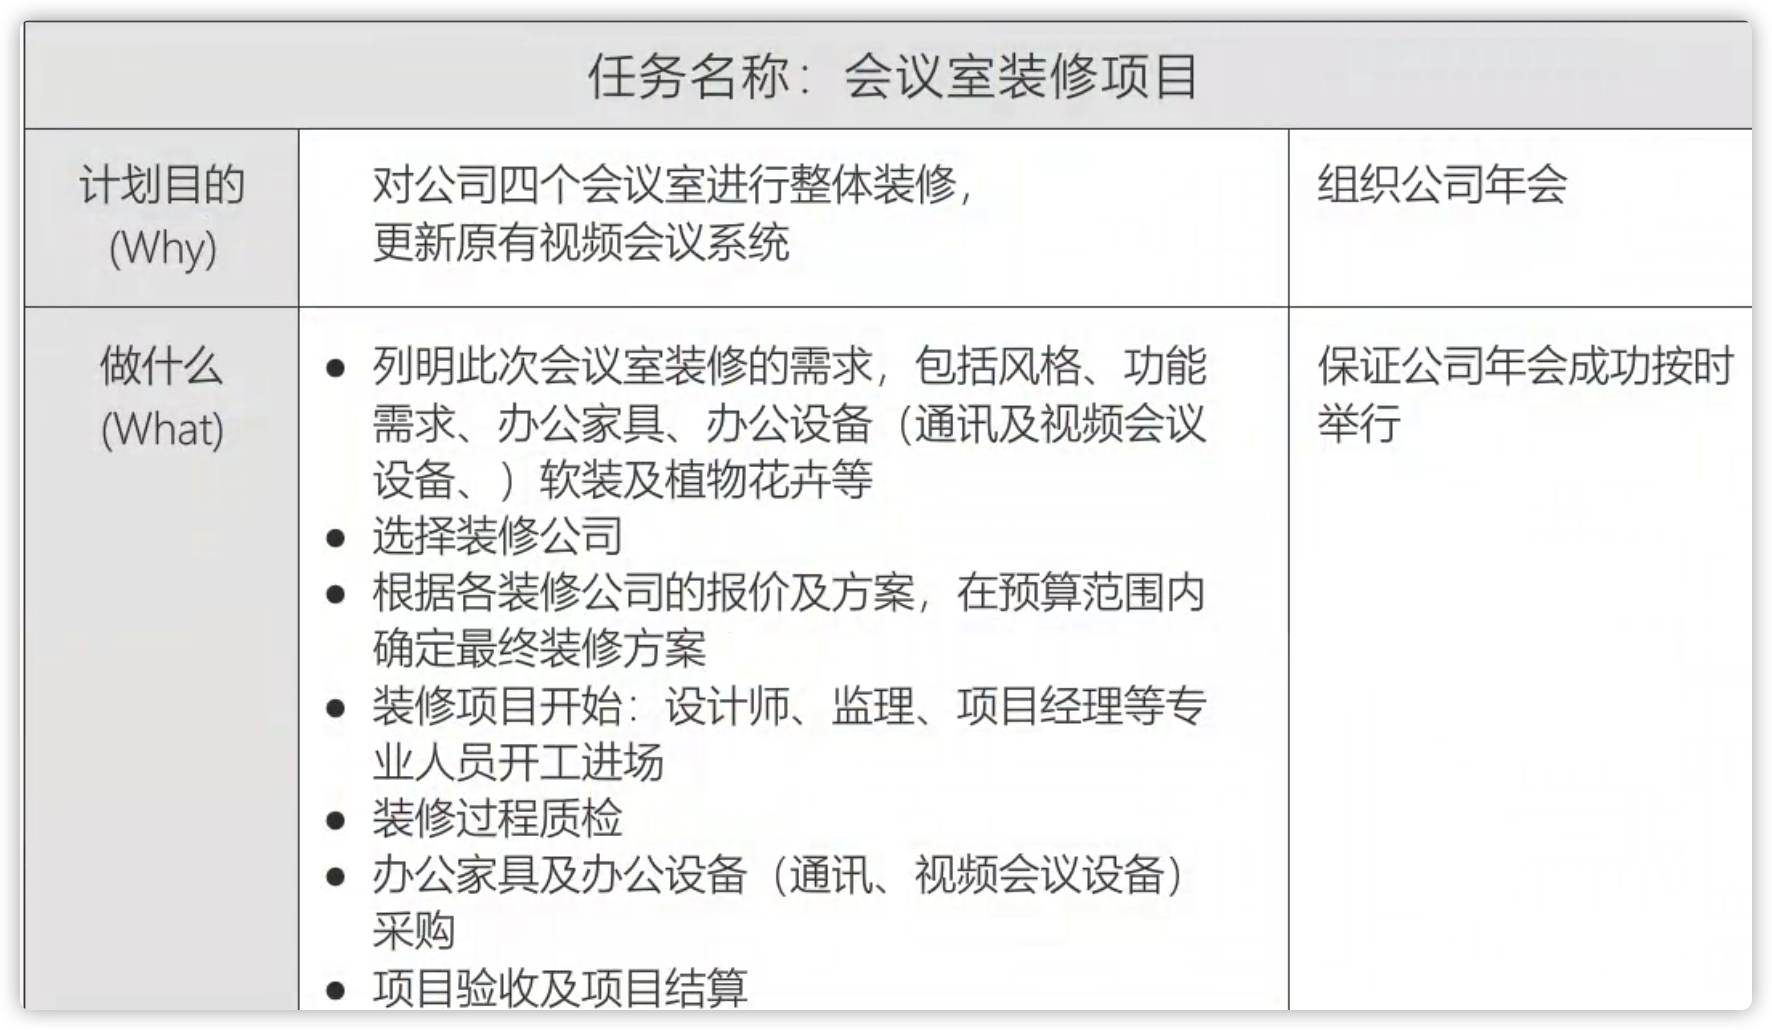 任务名称：会议室装修项目
计划目的
(Why)
对公司四个会议室进行整体装修，
更新原有视频会议系统
组织公司年会
做什么
(What)
● 列明此次会议室装修的需求，包括风格、功能
需求、办公家具、办公设备（通讯及视频会议
设备、）软装及植物花卉等
● 选择装修公司
● 根据各装修公司的报价及方案，在预算范围内
确定最终装修方案
● 装修项目开始：设计师、监理、项目经理等专
业人员开工进场
● 装修过程质检
● 办公家具及办公设备（通讯、视频会议设备）
采购
● 项目验收及项目结算
保证公司年会成功按时
举行